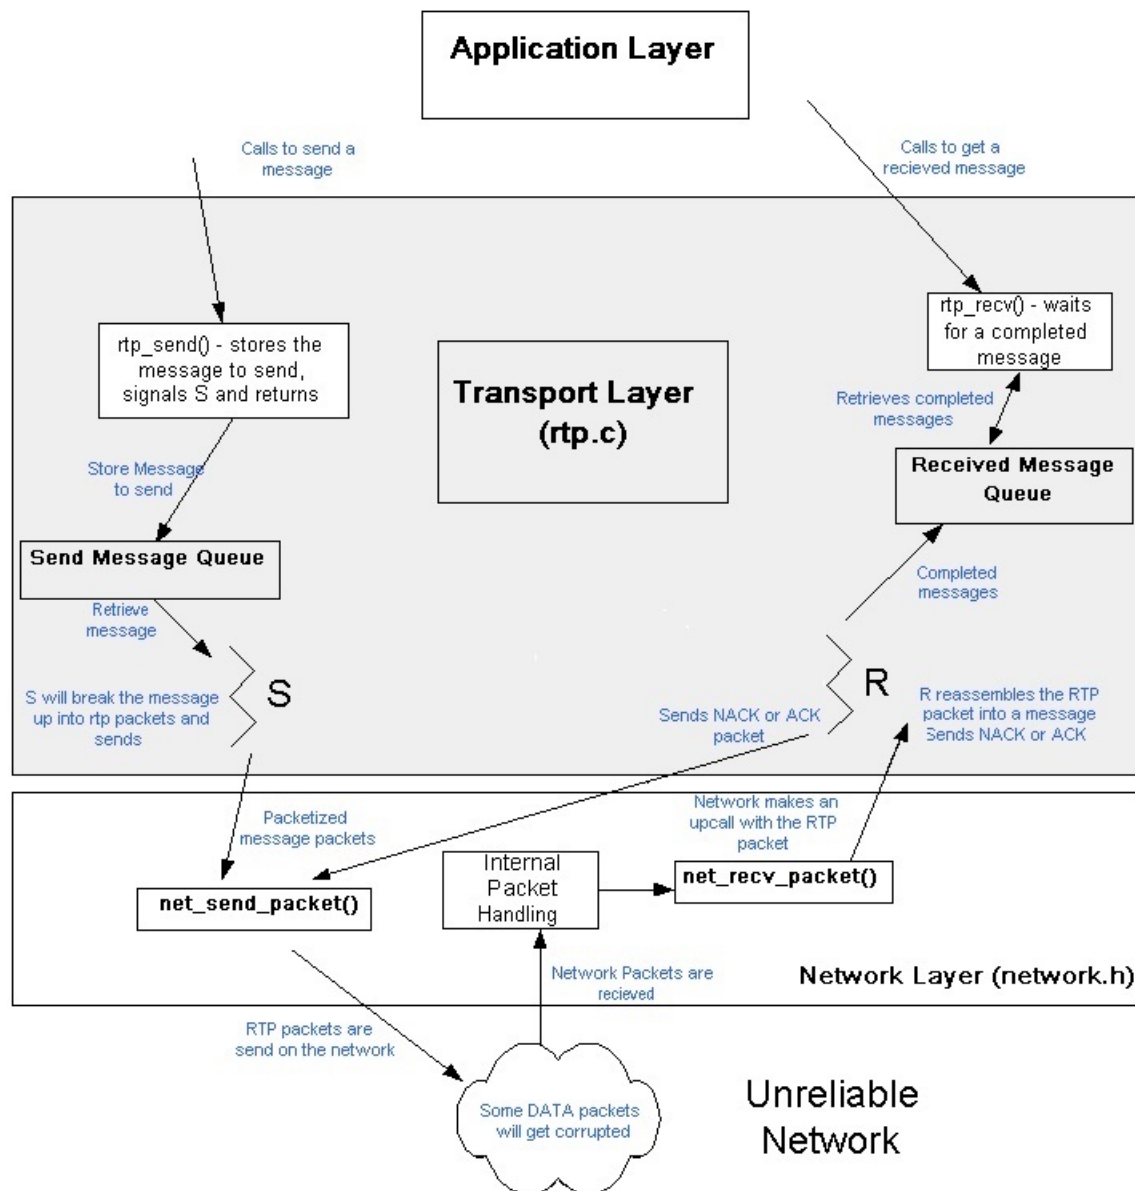 Application Layer
Calls to send a
message
Calls to get a
recieved message
rtp_send() - stores the
message to send,
signals S and returns
Transport Layer
(rtp.c)
rtp_recv() - waits
for a completed
message
Retrieves completed
messages
Received Message
Queue
Store Message
to send
Send Message Queue
Retrieve
message
Completed
messages
S
S will break the message
up into rtp packets and
sends
R
Sends NACK or ACK
packet
R reassembles the RTP
packet into a message
Sends NACK or ACK
Packetized
message packets
Network makes an
upcall with the RTP
packet
net_send_packet()
Internal
Packet
Handling
net_recv_packet()
Network Packets are
recieved
Network Layer (network.h)
RTP packets are
send on the network
Some DATA packets
will get corrupted
Unreliable
Network